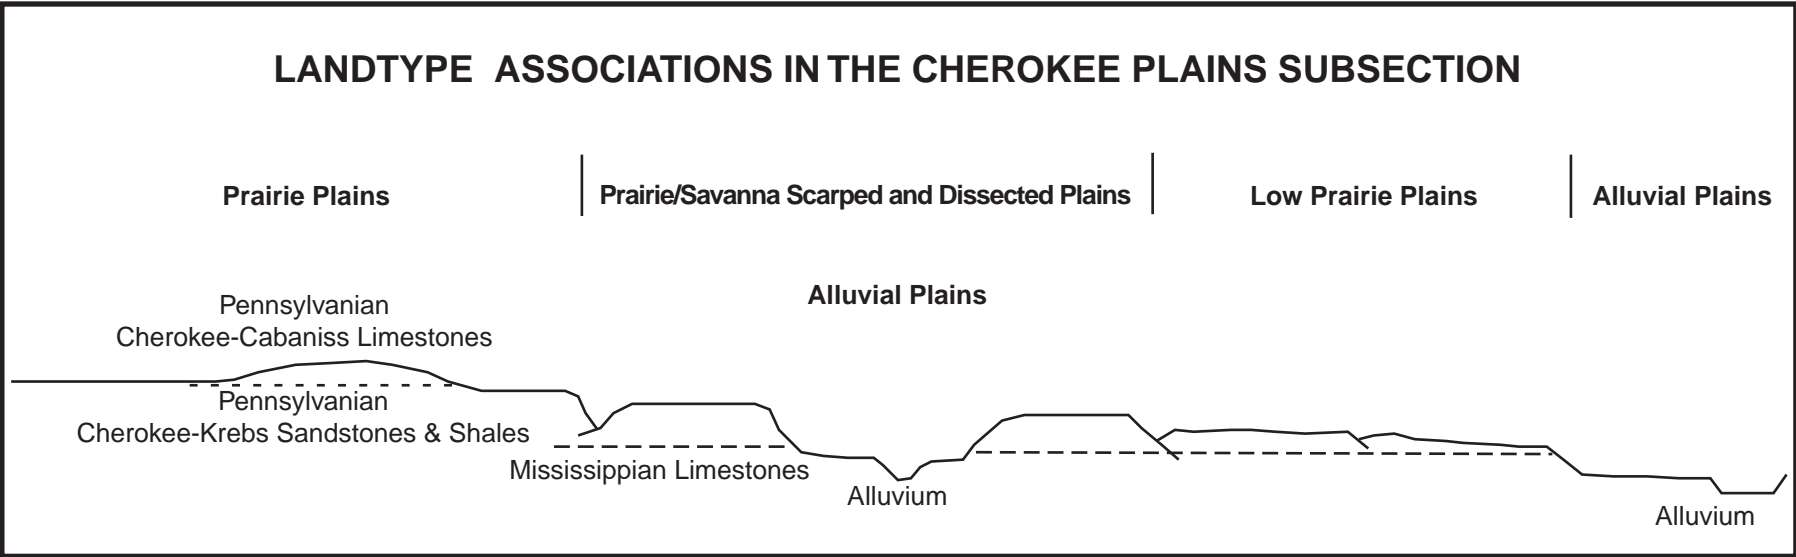 LANDTYPE ASSOCIATIONS IN THE CHEROKEE PLAINS SUBSECTION
Prairie Plains
Prairie/Savanna Scarped and Dissected Plains
Low Prairie Plains
Alluvial Plains
Alluvial Plains
Pennsylvanian
Cherokee-Cabaniss Limestones
Pennsylvanian
Cherokee-Krebs Sandstones & Shales
Mississippian Limestones
Alluvium
Alluvium